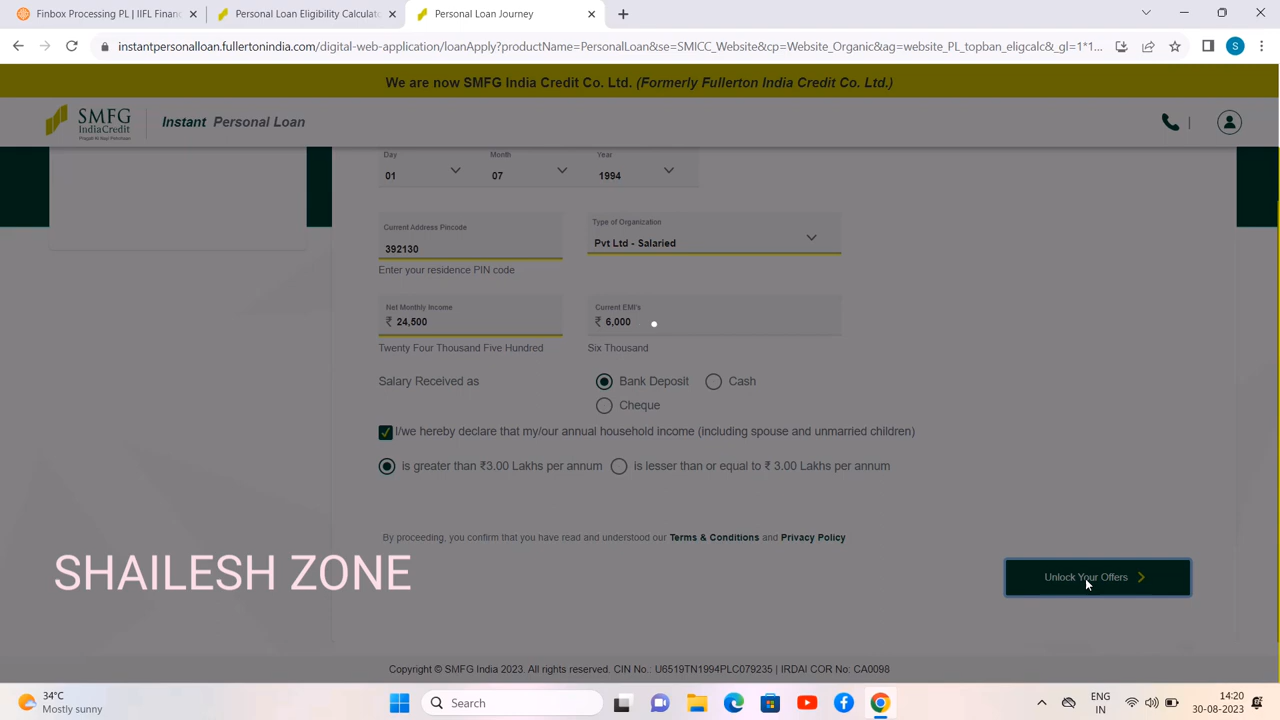 Finbox Processing PL | IIFL Financ
Personal Loan Eligibility Calculato
Personal Loan Journey
instantpersonalloan.fullertonindia.com/digital-web-application/loanApply?productName=PersonalLoan&se=SMICC_Website&cp=Website_Organic&ag=website_PL_topban_eligcalc&_gl=1*1...
S
We are now SMFG India Credit Co. Ltd. (Formerly Fullerton India Credit Co. Ltd.)
SMFG
IndiaCredit
Instant Personal Loan
Day
Month
Year
01
07
1994
Current Address Pincode
Type of Organization
392130
Pvt Ltd - Salaried
Enter your residence PIN code
Net Monthly Income
Current EMI's
₹ 24,500
₹ 6,000
Twenty Four Thousand Five Hundred
Six Thousand
Salary Received as
Bank Deposit
Cash
Cheque
I/we hereby declare that my/our annual household income (including spouse and unmarried children)
is greater than ₹3.00 Lakhs per annum
is lesser than or equal to ₹ 3.00 Lakhs per annum
By proceeding, you confirm that you have read and understood our Terms & Conditions and Privacy Policy
SHAILESH ZONE
Unlock Your Offers
Copyright © SMFG India 2023. All rights reserved. CIN No.: U6519TN1994PLC079235 | IRDAI COR No: CA0098
34°C
Mostly sunny
Search
ENG
IN
14:20
30-08-2023